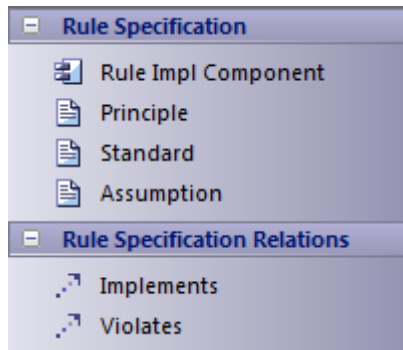 Rule Specification
Rule Impl Component
Principle
Standard
Assumption
Rule Specification Relations
Implements
Violates